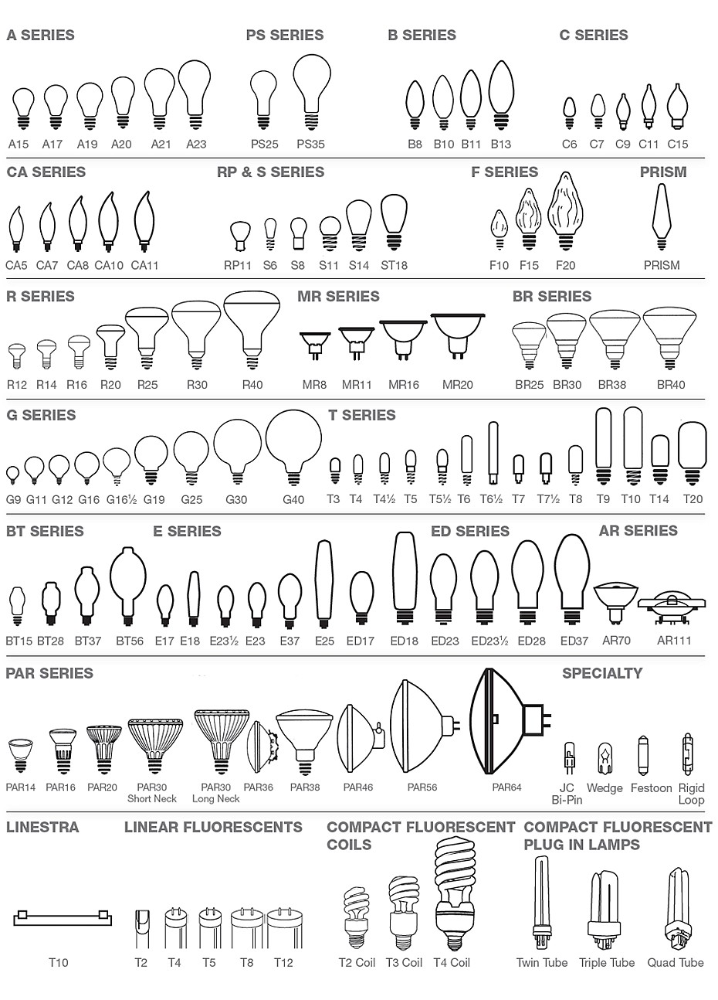 A SERIES
PS SERIES
B SERIES
C SERIES
A15 A17 A19 A20 A21 A23
PS25 PS35
B8 B10 B11 B13
C6 C7 C9 C11 C15
CA SERIES
RP & S SERIES
F SERIES
PRISM
CA5 CA7 CA8 CA10 CA11
RP11 S6 S8 S11 S14 ST18
F10 F15 F20
PRISM
R SERIES
MR SERIES
BR SERIES
R12 R14 R16 R20 R25 R30 R40
MR8 MR11 MR16 MR20
BR25 BR30 BR38 BR40
G SERIES
T SERIES
G9 G11 G12 G16 G16½ G19 G25 G30 G40
T3 T4 T4½ T5 T5½ T6 T6½ T7 T7½ T8 T9 T10 T14 T20
BT SERIES
E SERIES
ED SERIES
AR SERIES
BT15 BT28 BT37 BT56
E17 E18 E23½ E23 E37 E25 ED17 ED18
ED23 ED23½ ED28 ED37
AR70 AR111
PAR SERIES
SPECIALTY
PAR14 PAR16 PAR20 PAR30 PAR30 PAR36 PAR38 PAR46 PAR56 PAR64
Short Neck Long Neck
JC Wedge Festoon Rigid
Bi-Pin Loop
LINESTRA
LINEAR FLUORESCENTS
COMPACT FLUORESCENT
COILS
COMPACT FLUORESCENT
PLUG IN LAMPS
T10
T2 T4 T5 T8 T12
T2 Coil T3 Coil T4 Coil
Twin Tube Triple Tube Quad Tube